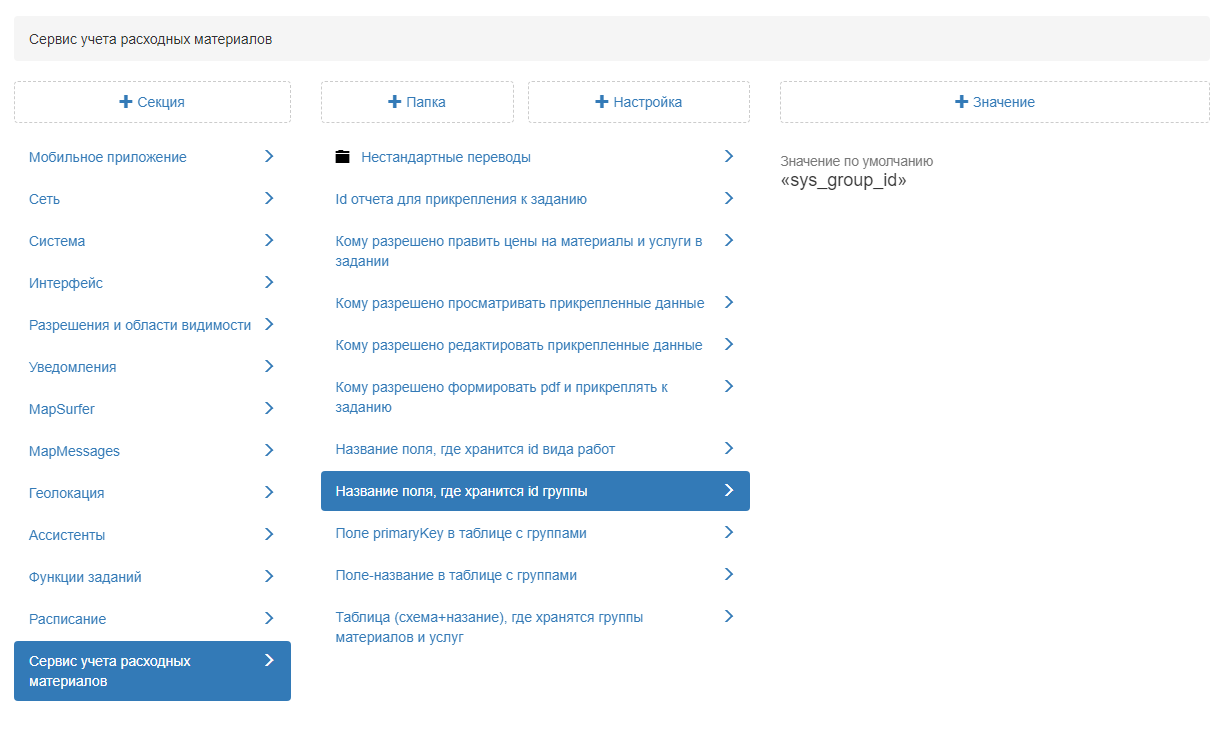 Сервис учета расходных материалов
Секция
Папка
Настройка
Значение
Мобильное приложение
Сеть
Система
Интерфейс
Разрешения и области видимости
Уведомления
MapSurfer
MapMessages
Геолокация
Ассистенты
Функции заданий
Расписание
Сервис учета расходных
материалов
Нестандартные переводы
Id отчета для прикрепления к заданию
Кому разрешено править цены на материалы и услуги в
задании
Кому разрешено просматривать прикрепленные данные
Кому разрешено редактировать прикрепленные данные
Кому разрешено формировать pdf и прикреплять к
заданию
Название поля, где хранится id вида работ
Название поля, где хранится id группы
Поле primaryKey в таблице с группами
Поле-название в таблице с группами
Таблица (схема+назание), где хранятся группы
материалов и услуг
Значение по умолчанию
«sys_group_id»